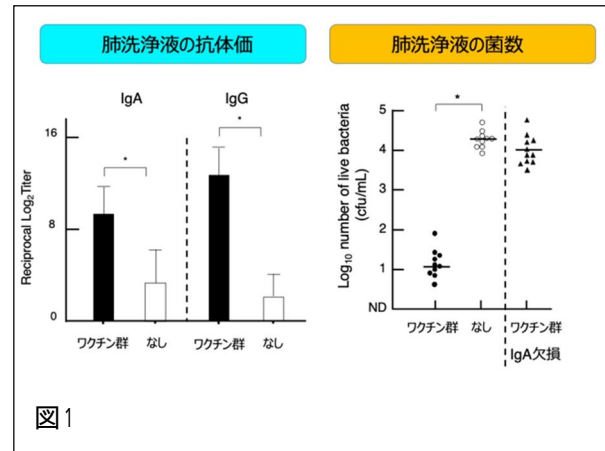 肺洗浄液の抗体価
IgA
IgG
16
8
0
Reciprocal Log₂Titer
*
*
ワクチン群
なし
ワクチン群
なし
肺洗浄液の菌数
*
5
4
3
2
1
ND
Log₁₀ number of live bacteria
(cfu/mL)
ワクチン群
なし
ワクチン群
IgA欠損
図1